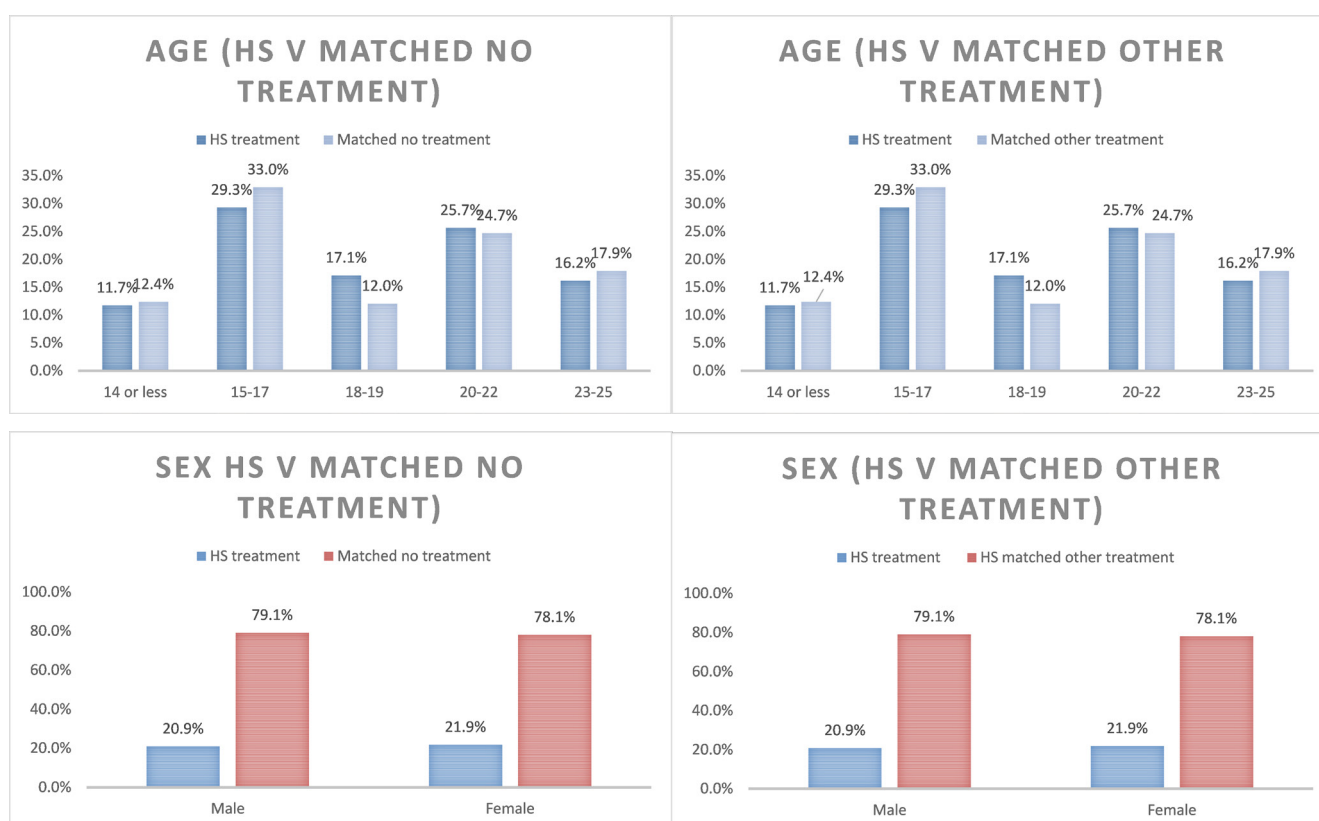 AGE (HS V MATCHED NO
TREATMENT)
HS treatment Matched no treatment
35.0%
30.0%
25.0%
20.0%
15.0%
10.0%
5.0%
0.0%
11.7% 12.4%
29.3% 33.0%
17.1% 12.0%
25.7% 24.7%
16.2% 17.9%
14 or less 15-17 18-19 20-22 23-25
AGE (HS V MATCHED OTHER
TREATMENT)
HS treatment Matched other treatment
35.0%
30.0%
25.0%
20.0%
15.0%
10.0%
5.0%
0.0%
11.7% 12.4%
29.3% 33.0%
17.1% 12.0%
25.7% 24.7%
16.2% 17.9%
14 or less 15-17 18-19 20-22 23-25
SEX HS V MATCHED NO
TREATMENT)
HS treatment Matched no treatment
100.0%
80.0%
60.0%
40.0%
20.0%
0.0%
20.9% 79.1%
21.9% 78.1%
Male Female
SEX (HS V MATCHED OTHER
TREATMENT)
HS treatment HS matched other treatment
100.0%
80.0%
60.0%
40.0%
20.0%
0.0%
20.9% 79.1%
21.9% 78.1%
Male Female